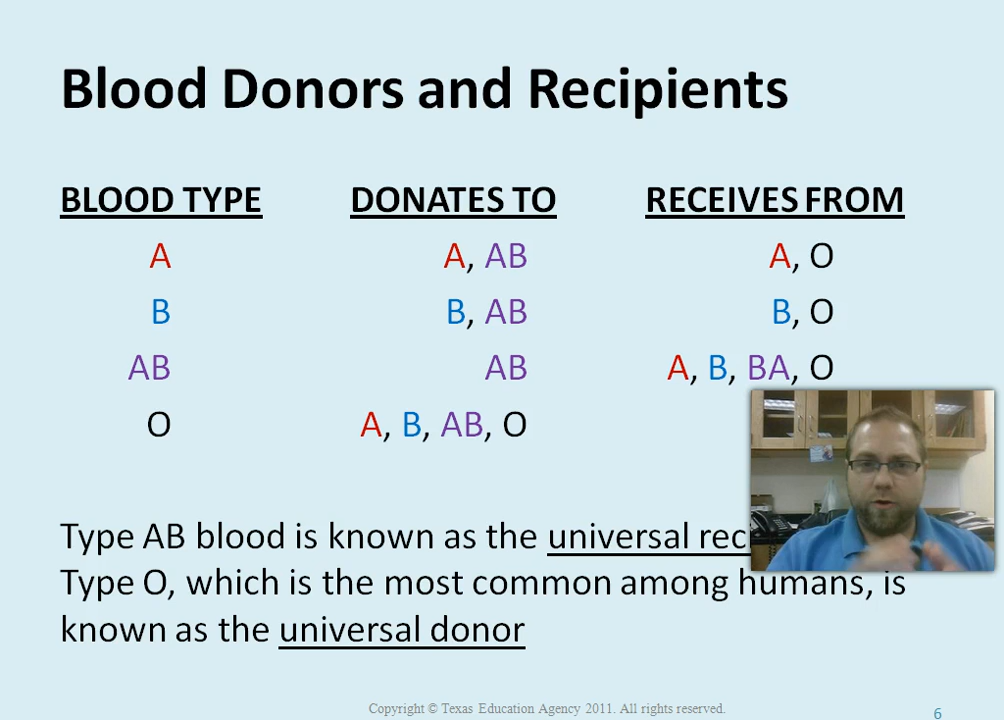 Blood Donors and Recipients
BLOOD TYPE DONATES TO RECEIVES FROM
A A, AB A, O
B B, AB B, O
AB AB A, B, BA, O
O A, B, AB, O
Type AB blood is known as the universal
Type O, which is the most common among humans, is
known as the universal donor
Copyright © Texas Education Agency 2011. All rights reserved.
6